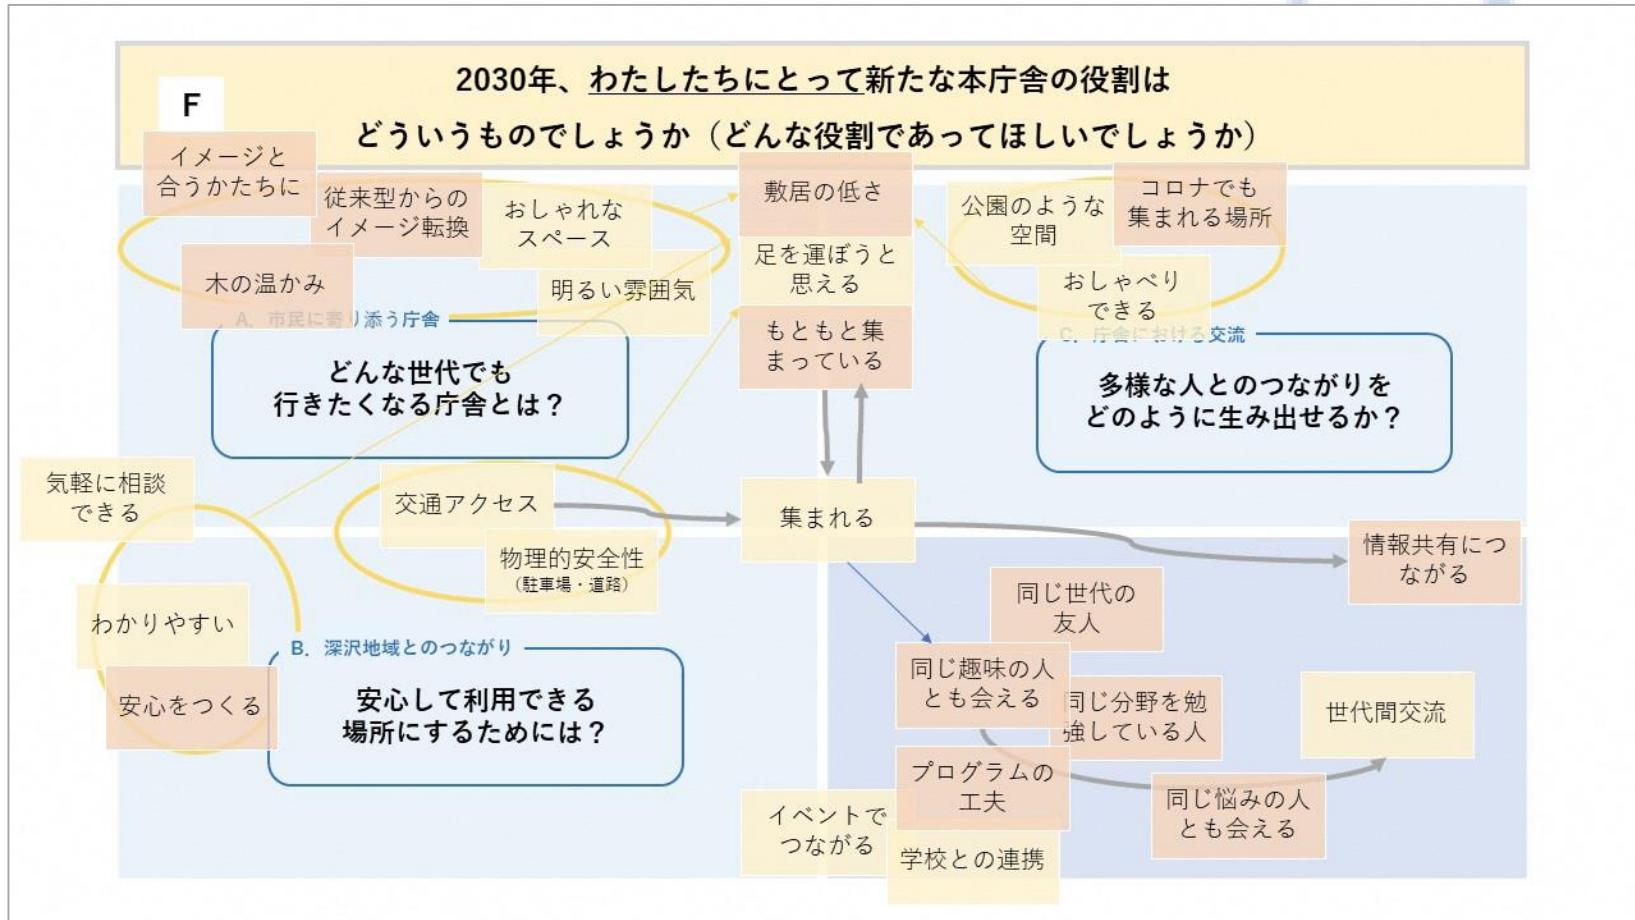 2030年、わたしたちにとって新たな本庁舎の役割は
どういうものでしょうか（どんな役割であってほしいでしょうか）
F
イメージと
合うかたちに
従来型からの
イメージ転換
おしゃれな
スペース
木の温かみ
明るい雰囲気
敷居の低さ
足を運ぼうと
思える
もともと集
まっている
公園のような
空間
コロナでも
集まれる場所
おしゃべり
できる
A．市民に寄り添う庁舎
どんな世代でも
行きたくなる庁舎とは？
C．庁舎における交流
多様な人とのつながりを
どのように生み出せるか？
気軽に相談
できる
わかりやすい
安心をつくる
交通アクセス
物理的安全性
（駐車場・道路）
集まれる
情報共有につ
ながる
B．深沢地域とのつながり
安心して利用できる
場所にするためには？
同じ世代の
友人
同じ趣味の人
とも会える
同じ分野を勉
強している人
世代間交流
プログラムの
工夫
同じ悩みの人
とも会える
イベントで
つながる
学校との連携